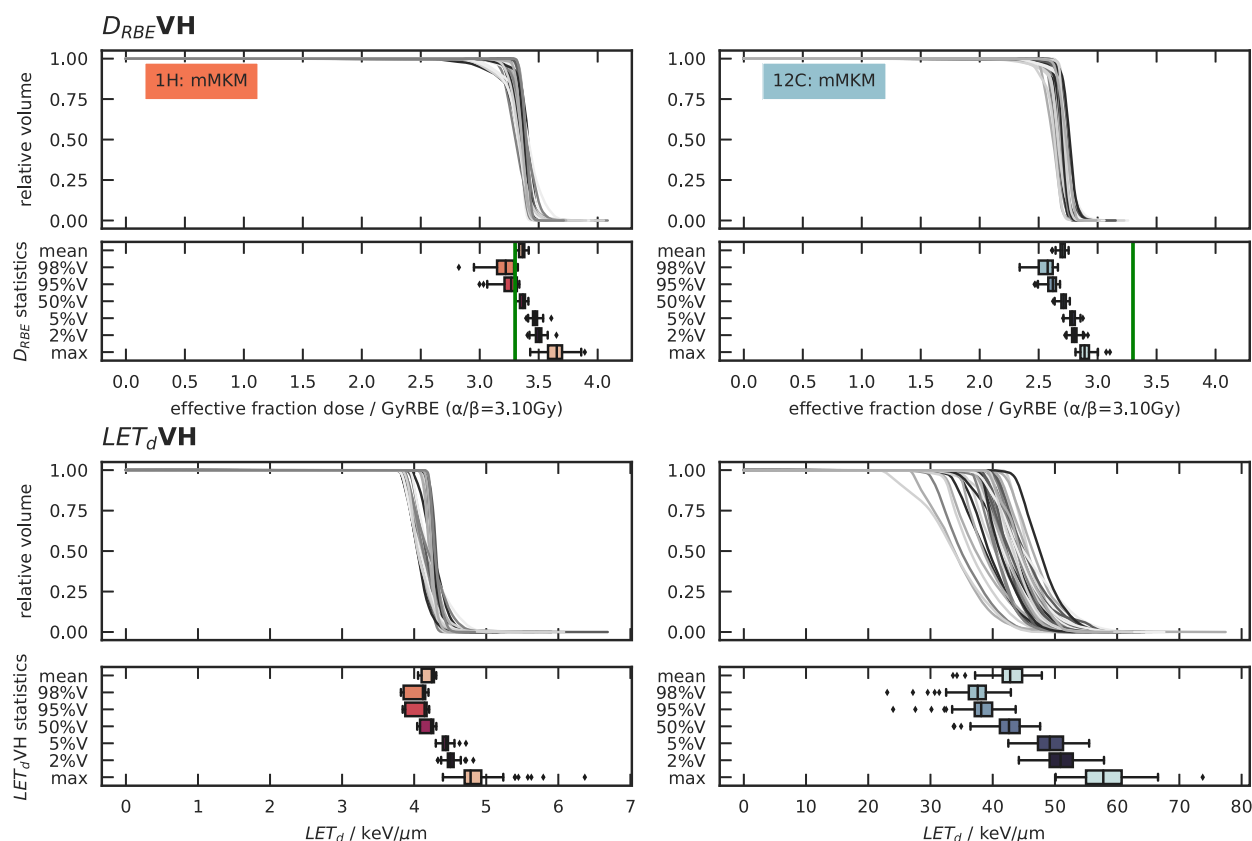 D_RBE VH
1.00
0.75
0.50
0.25
0.00
relative volume
1H: mMKM
1.00
0.75
0.50
0.25
0.00
12C: mMKM
mean
98%V
95%V
50%V
5%V
2%V
max
D_RBE statistics
mean
98%V
95%V
50%V
5%V
2%V
max
0.0 0.5 1.0 1.5 2.0 2.5 3.0 3.5 4.0
0.0 0.5 1.0 1.5 2.0 2.5 3.0 3.5 4.0
effective fraction dose / GyRBE (α/β=3.10Gy)
effective fraction dose / GyRBE (α/β=3.10Gy)
LET_d VH
1.00
0.75
0.50
0.25
0.00
relative volume
1.00
0.75
0.50
0.25
0.00
mean
98%V
95%V
50%V
5%V
2%V
max
LET_dVH statistics
mean
98%V
95%V
50%V
5%V
2%V
max
0 1 2 3 4 5 6 7
0 10 20 30 40 50 60 70 80
LET_d / keV/μm
LET_d / keV/μm